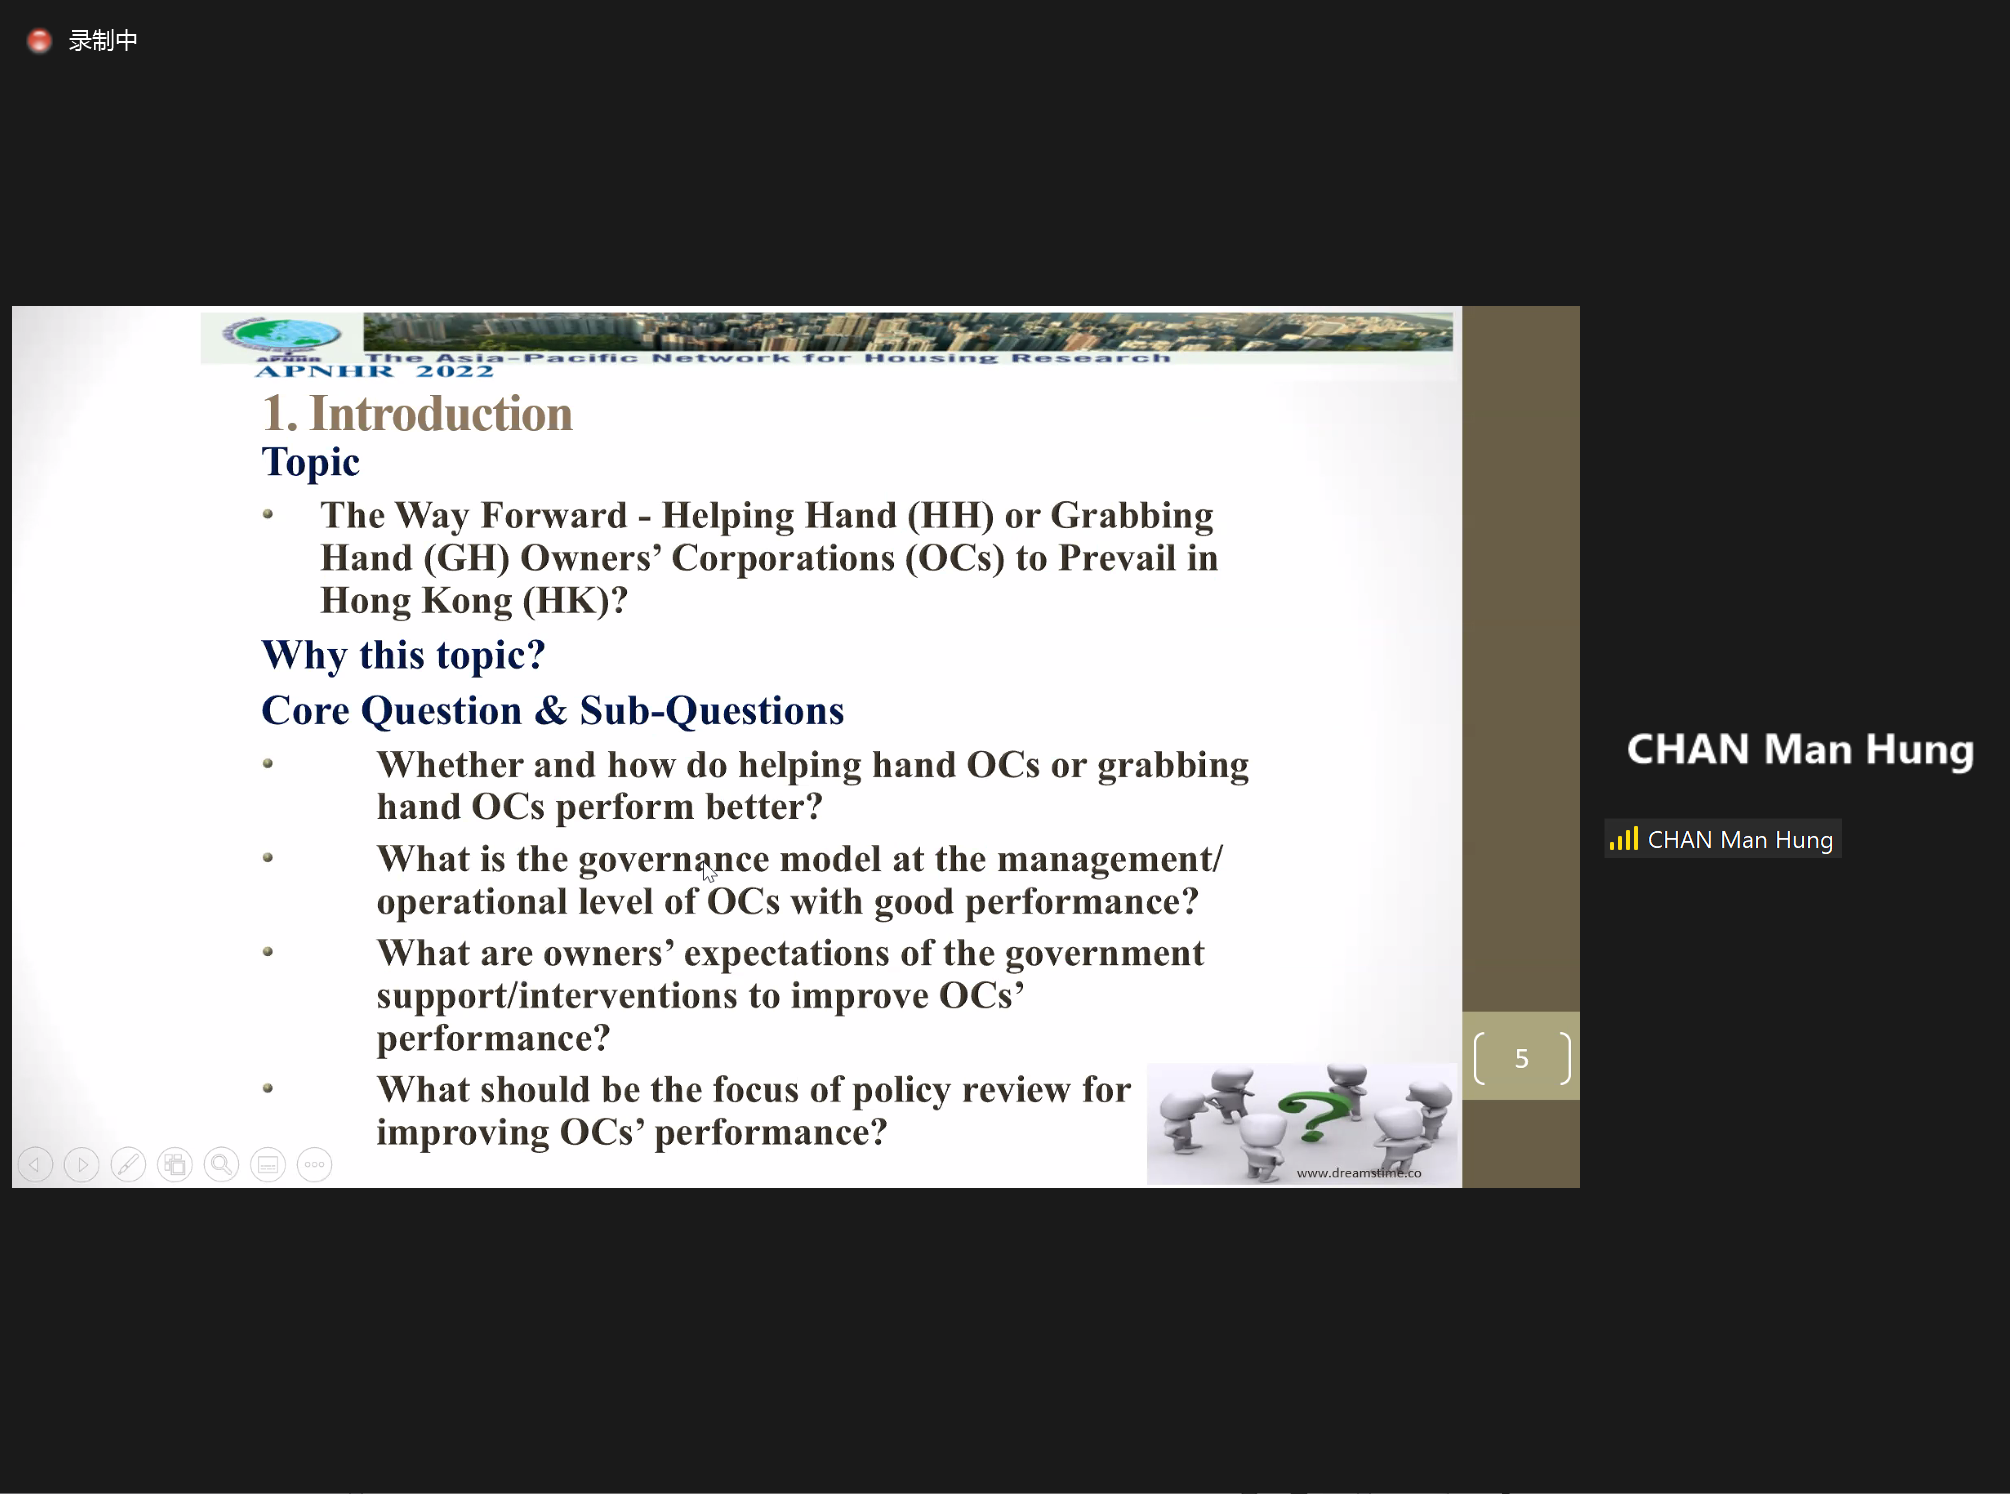 录制中
APNHR
The Asia-Pacific Network for Housing Research
APNHR 2022
1. Introduction
Topic
• The Way Forward - Helping Hand (HH) or Grabbing
Hand (GH) Owners’ Corporations (OCs) to Prevail in
Hong Kong (HK)?
Why this topic?
Core Question & Sub-Questions
• Whether and how do helping hand OCs or grabbing
hand OCs perform better?
• What is the governance model at the management/
operational level of OCs with good performance?
• What are owners’ expectations of the government
support/interventions to improve OCs’
performance?
• What should be the focus of policy review for
improving OCs’ performance?
www.dreamstime.co
5
CHAN Man Hung
CHAN Man Hung